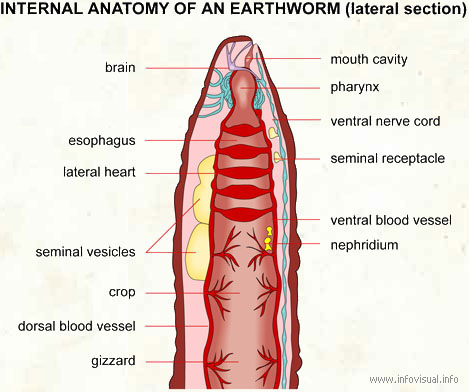 INTERNAL ANATOMY OF AN EARTHWORM (lateral section)
brain
mouth cavity
pharynx
ventral nerve cord
esophagus
seminal receptacle
lateral heart
ventral blood vessel
nephridium
seminal vesicles
crop
dorsal blood vessel
gizzard
www.infovisual.info